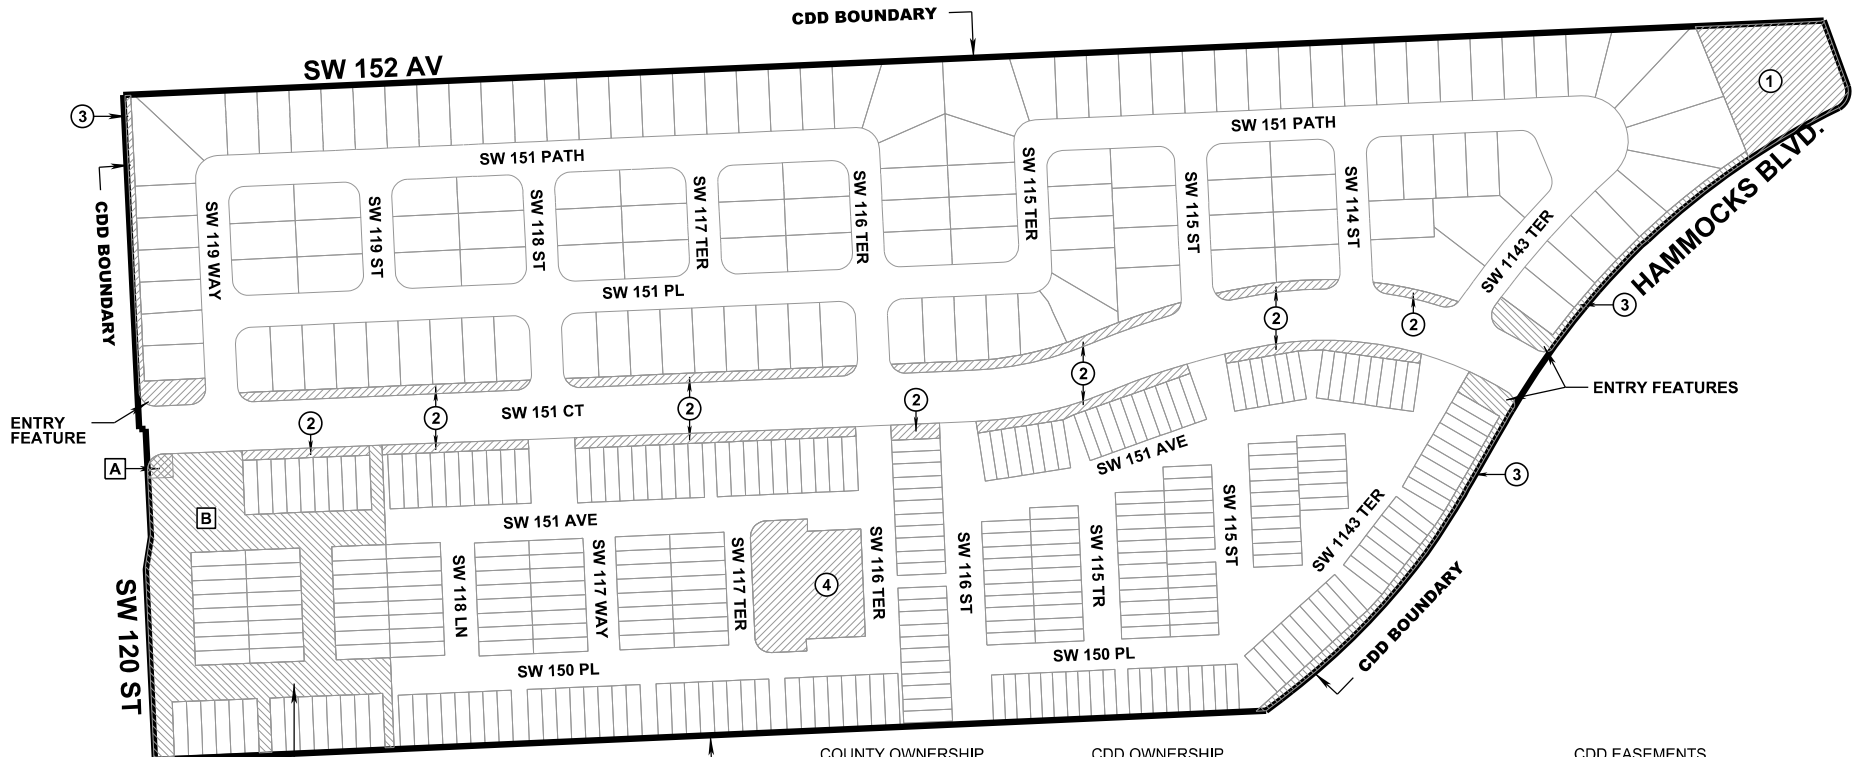 CDD BOUNDARY
SW 152 AV
1
3
SW 151 PATH
SW 151 PATH
HAMMOCKS BLVD.
CDD BOUNDARY
SW 119 WAY
SW 119 ST
SW 118 ST
SW 117 TER
SW 116 TER
SW 115 TER
SW 115 ST
SW 114 ST
SW 1143 TER
SW 151 PL
3
2
2
2
2
ENTRY FEATURES
2
2
2
2
SW 151 CT
ENTRY
FEATURE
A
B
SW 151 AVE
SW 151 AVE
3
SW 120 ST
SW 118 LN
SW 117 WAY
SW 117 TER
4
SW 116 TER
SW 116 ST
SW 115 TR
SW 115 ST
SW 1143 TER
CDD BOUNDARY
SW 150 PL
SW 150 PL
COUNTY OWNERSHIP
CDD OWNERSHIP
CDD EASEMENTS